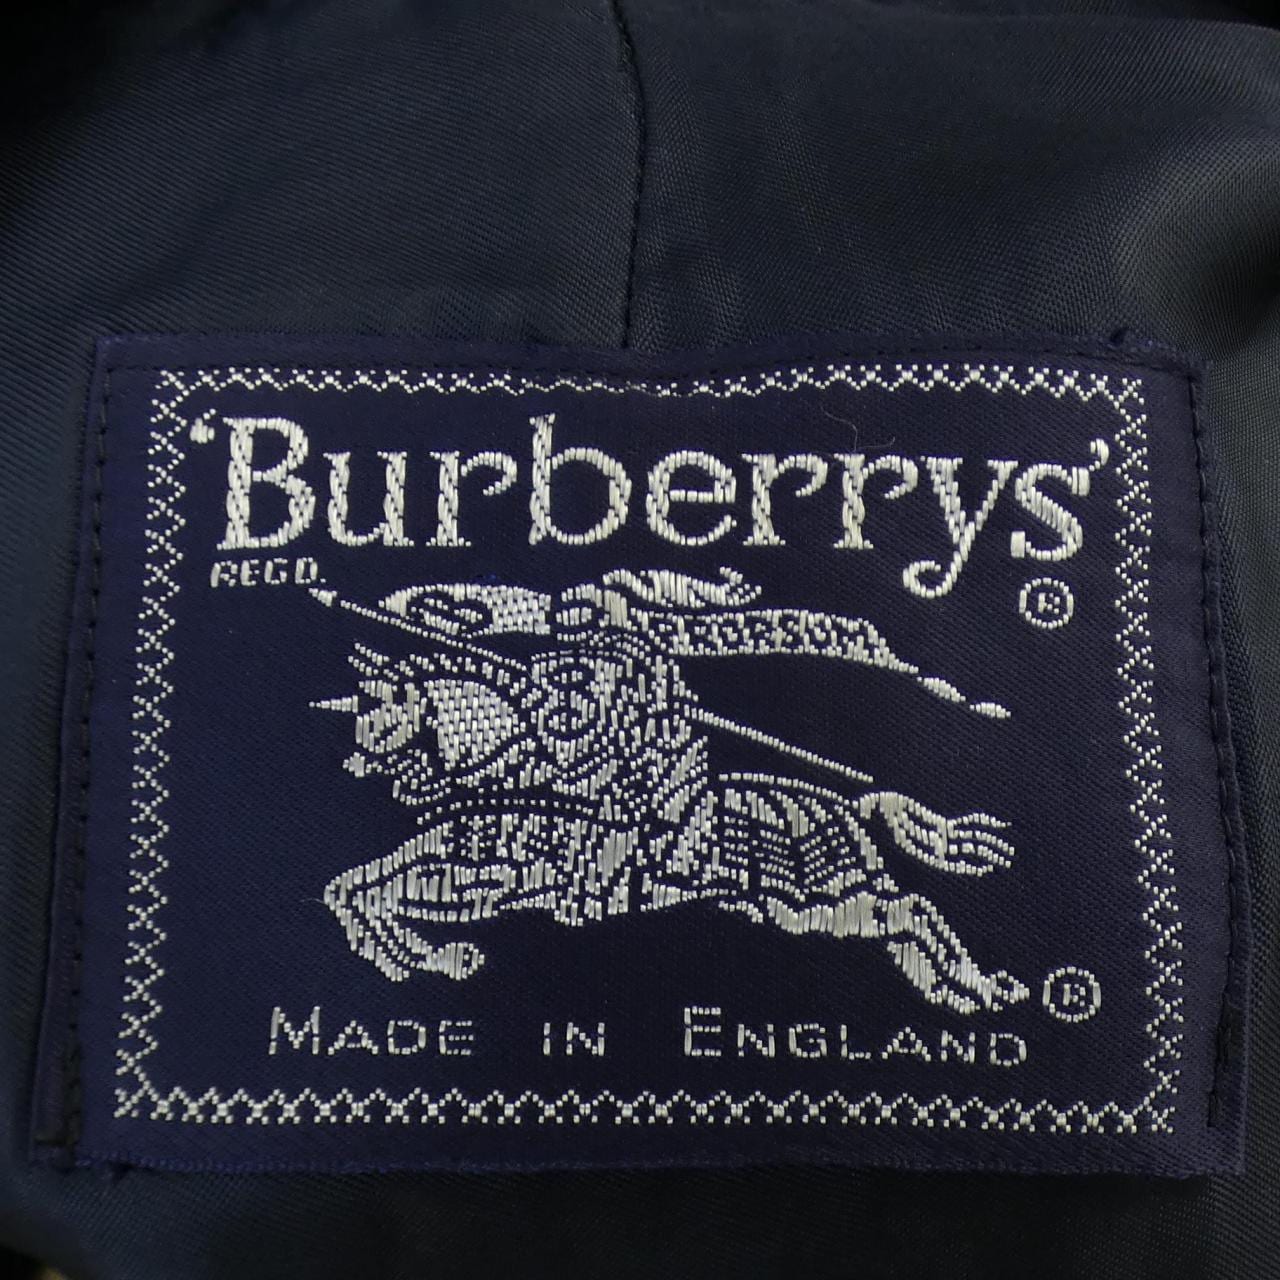 'Burberrys'
REGD. ®
®
MADE IN ENGLAND